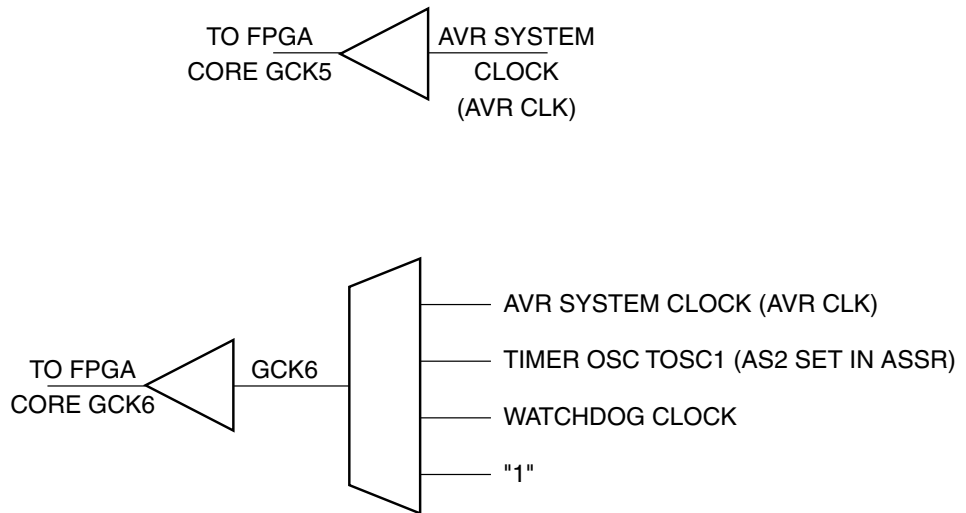 TO FPGA
CORE GCK5
AVR SYSTEM
CLOCK
(AVR CLK)
AVR SYSTEM CLOCK (AVR CLK)
TIMER OSC TOSC1 (AS2 SET IN ASSR)
TO FPGA
CORE GCK6
GCK6
WATCHDOG CLOCK
"1"